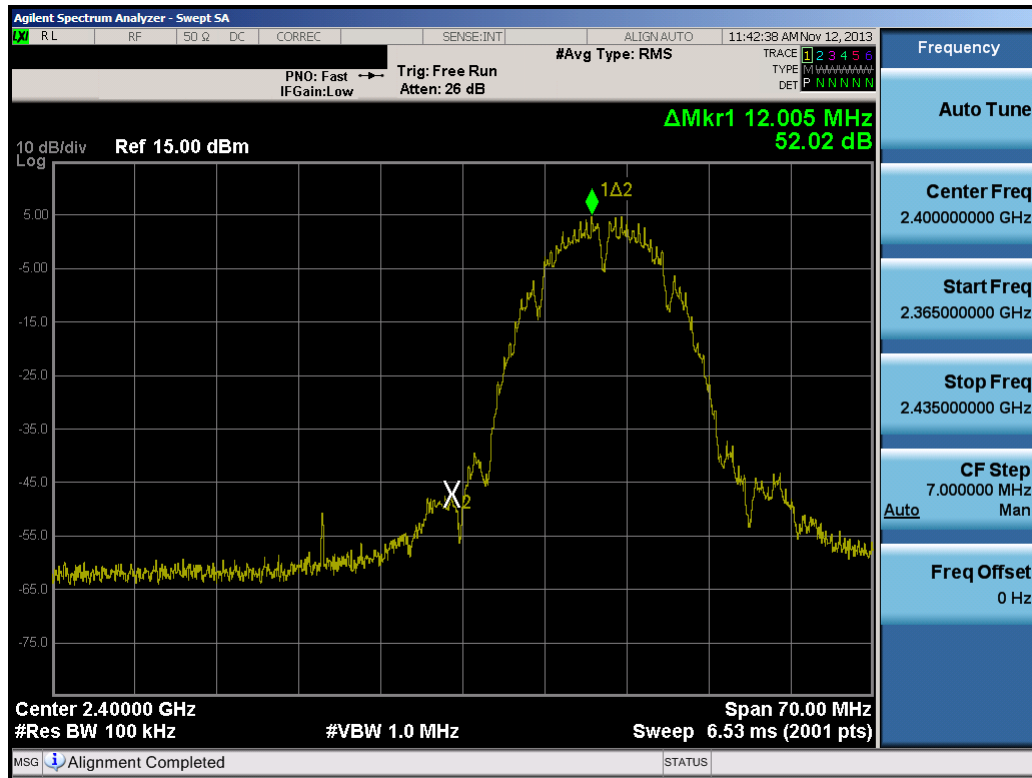 Agilent Spectrum Analyzer - Swept SA
LXI RL RF 50 Ω DC CORREC SENSE:INT ALIGN AUTO 11:42:38 AM Nov 12, 2013
Frequency
PNO: Fast
IFGain:Low
Trig: Free Run
Atten: 26 dB
#Avg Type: RMS
TRACE 1 2 3 4 5 6
TYPE M
DET P N N N N N
Auto Tune
ΔMkr1 12.005 MHz
52.02 dB
10 dB/div
Log
Ref 15.00 dBm
1Δ2
X2
5.00
-5.00
-15.0
-25.0
-35.0
-45.0
-55.0
-65.0
-75.0
Center Freq
2.400000000 GHz
Start Freq
2.365000000 GHz
Stop Freq
2.435000000 GHz
CF Step
7.000000 MHz
Auto Man
Freq Offset
0 Hz
Center 2.40000 GHz
Span 70.00 MHz
#Res BW 100 kHz
#VBW 1.0 MHz
Sweep 6.53 ms (2001 pts)
MSG Alignment Completed
STATUS